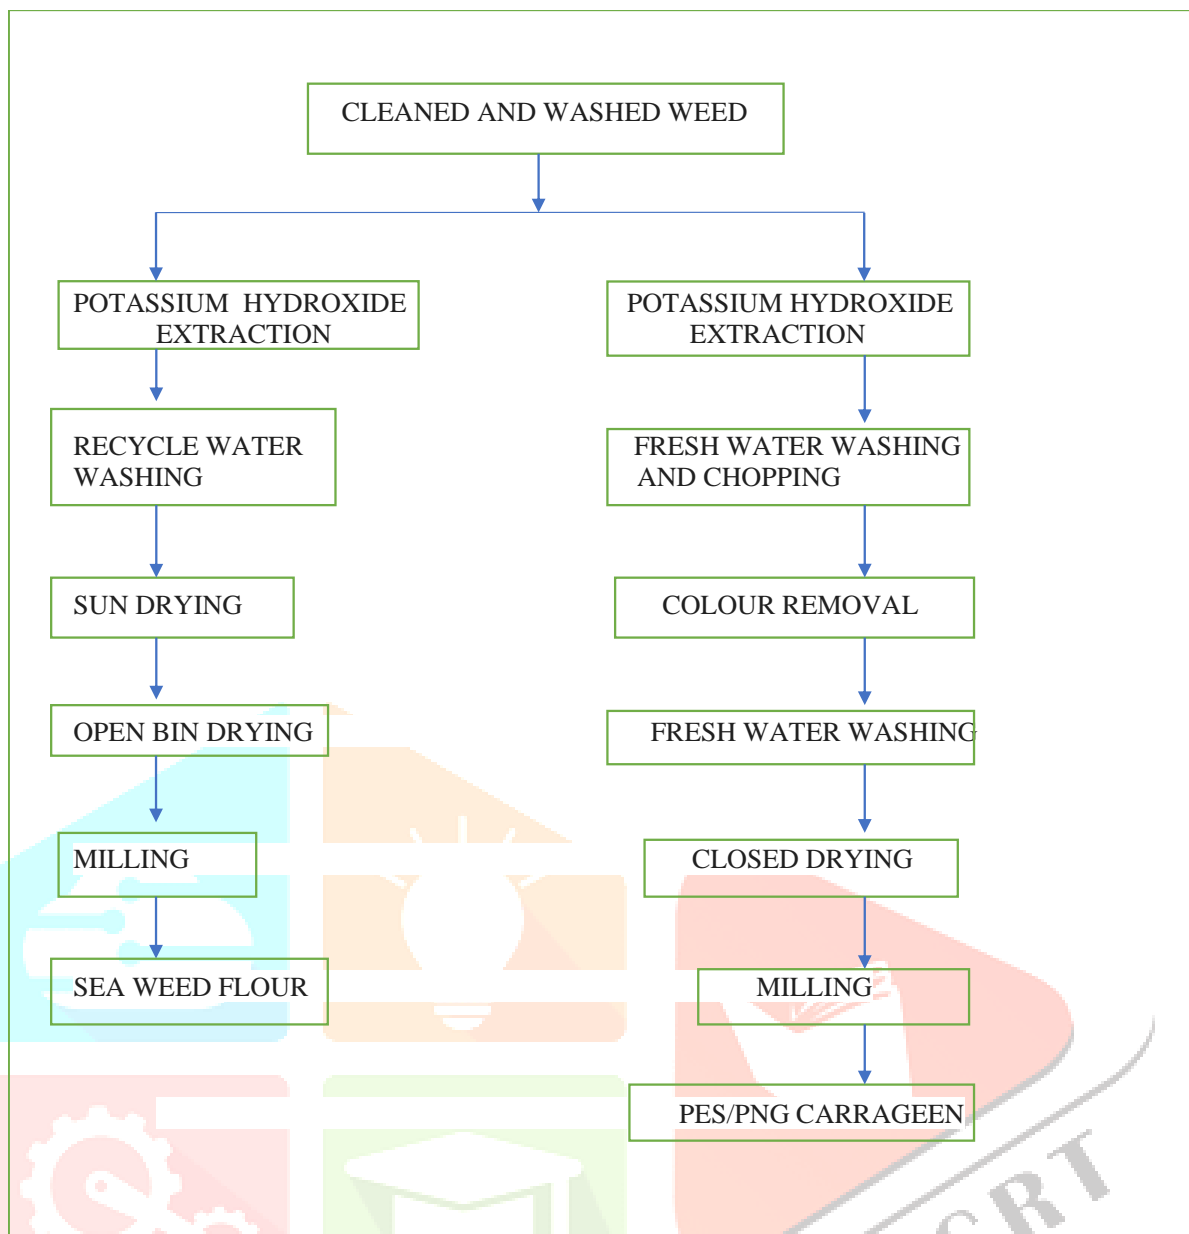 CLEANED AND WASHED WEED
POTASSIUM HYDROXIDE
EXTRACTION
RECYCLE WATER
WASHING
SUN DRYING
OPEN BIN DRYING
MILLING
SEA WEED FLOUR
POTASSIUM HYDROXIDE
EXTRACTION
FRESH WATER WASHING
AND CHOPPING
COLOUR REMOVAL
FRESH WATER WASHING
CLOSED DRYING
MILLING
PES/PNG CARRAGEEN